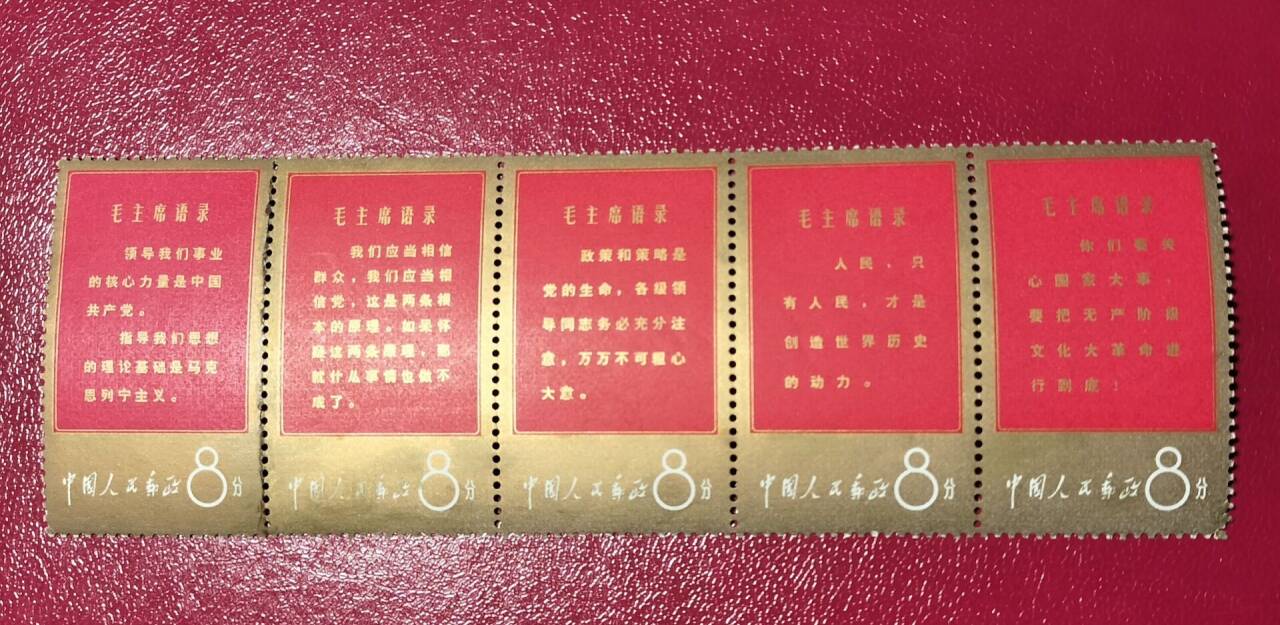 毛主席语录
领导我们事业
的核心力量是中国
共产党。
指导我们思想
的理论基础是马克
思列宁主义。
中国人民邮政8分
毛主席语录
我们应当相信
群众，我们应当相
信党，这是两条根
本的原理。如果怀
疑这两条原理，那
就什么事情也做不
成了。
中国人民邮政8分
毛主席语录
政策和策略是
党的生命，各级领
导同志务必充分注
意，万万不可粗心
大意。
中国人民邮政8分
毛主席语录
人民，只
有人民，才是
创造世界历史
的动力。
中国人民邮政8分
毛主席语录
你们要关
心国家大事，
要把无产阶级
文化大革命进
行到底！
中国人民邮政8分